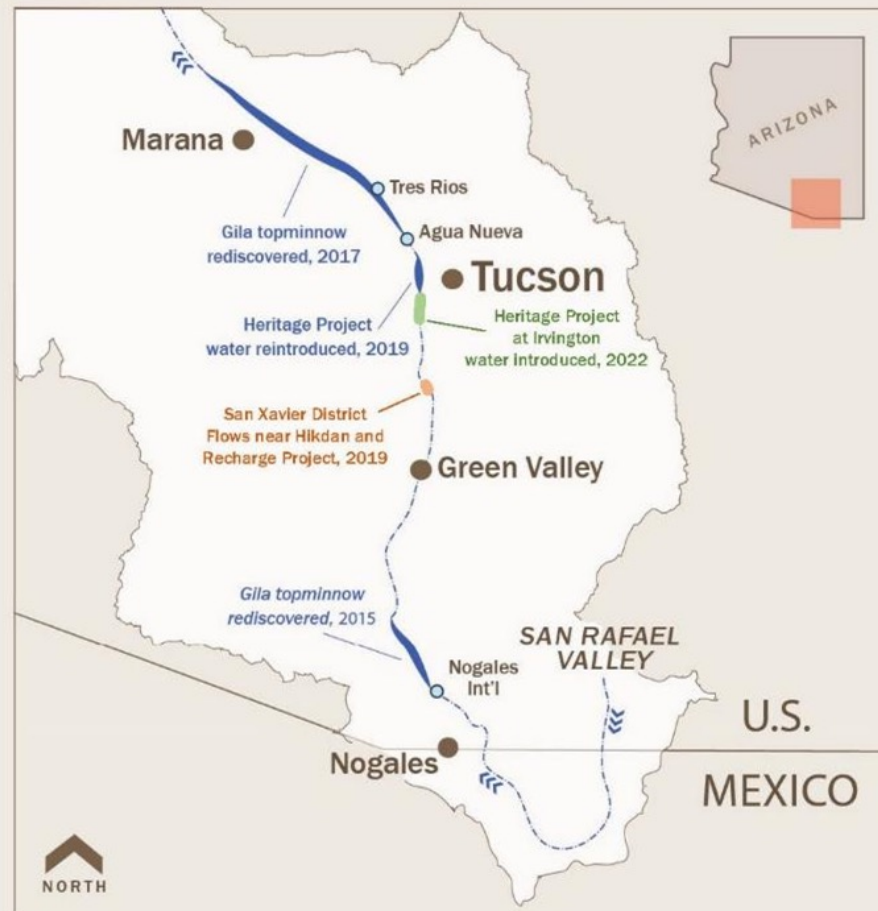 ARIZONA
Marana
Tres Rios
Gila topminnow
rediscovered, 2017
Agua Nueva
Tucson
Heritage Project
water reintroduced, 2019
Heritage Project
at Irvington
water introduced, 2022
San Xavier District
Flows near Hikdan and
Recharge Project, 2019
Green Valley
Gila topminnow
rediscovered, 2015
SAN RAFAEL
VALLEY
Nogales
Int'l
U.S.
Nogales
MEXICO
NORTH